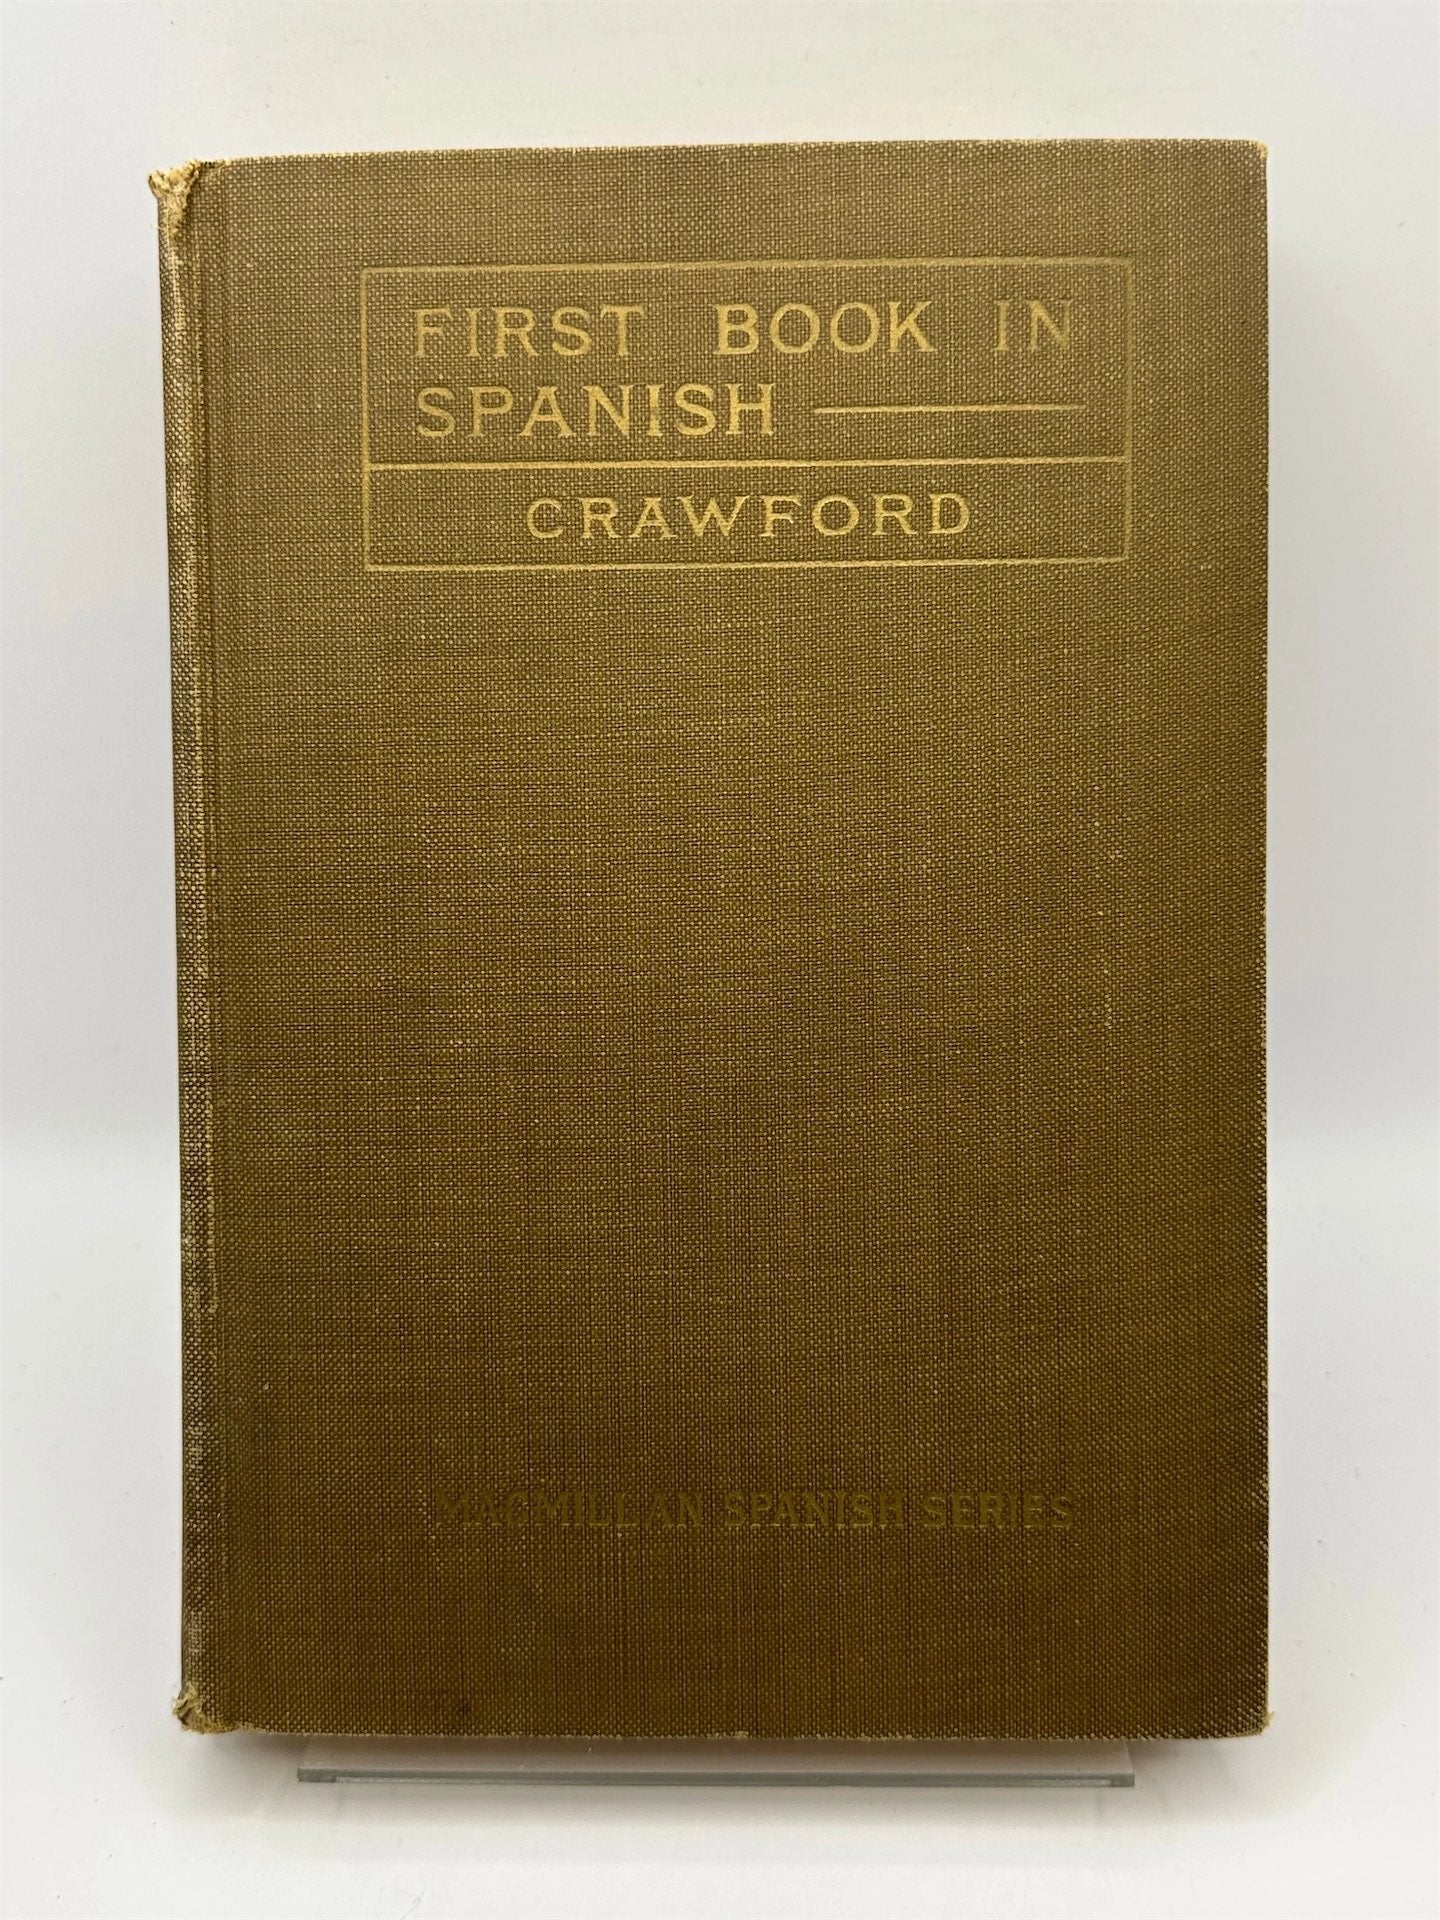 FIRST BOOK IN
SPANISH
CRAWFORD
MACMILLAN SPANISH SERIES